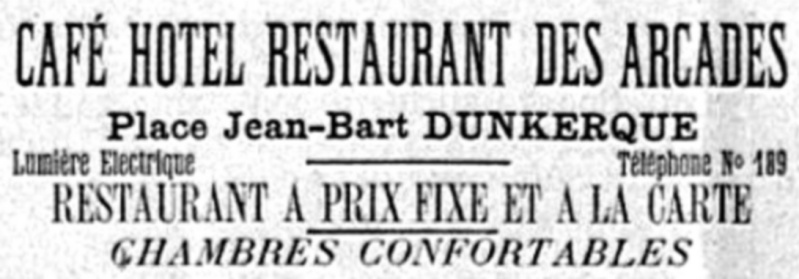 CAFÉ HOTEL RESTAURANT DES ARCADES
Place Jean-Bart DUNKERQUE
Lumière Electrique Téléphone No 189
RESTAURANT A PRIX FIXE ET A LA CARTE
CHAMBRES CONFORTABLES